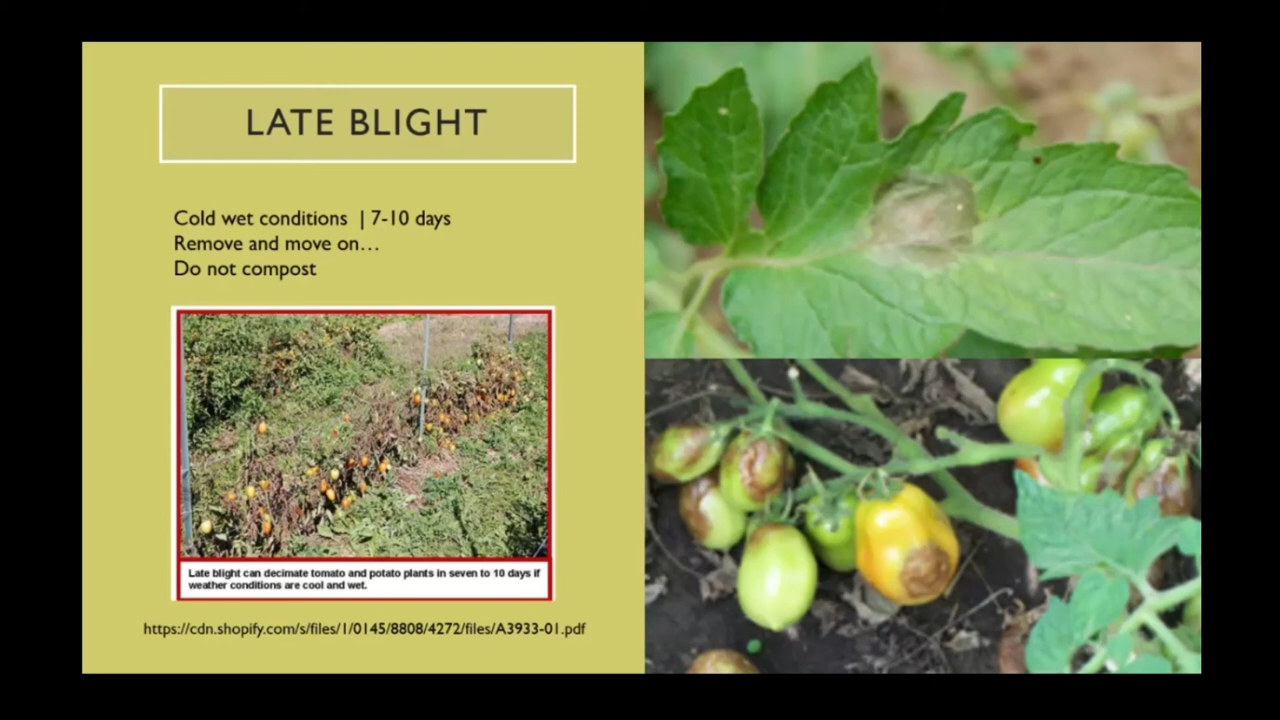 LATE BLIGHT
Cold wet conditions | 7-10 days
Remove and move on...
Do not compost
Late blight can decimate tomato and potato plants in seven to 10 days if
weather conditions are cool and wet.
https://cdn.shopify.com/s/files/1/0145/8808/4272/files/A3933-01.pdf